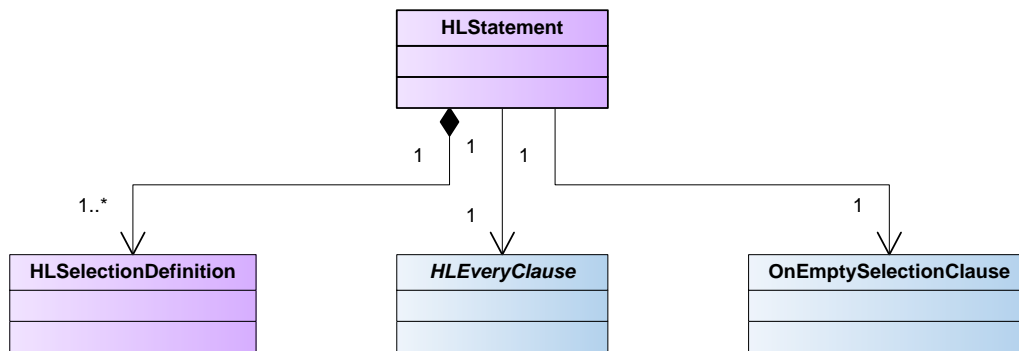 HLStatement
1
1
1
1..*
1
1
HLSelectionDefinition
HLEveryClause
OnEmptySelectionClause